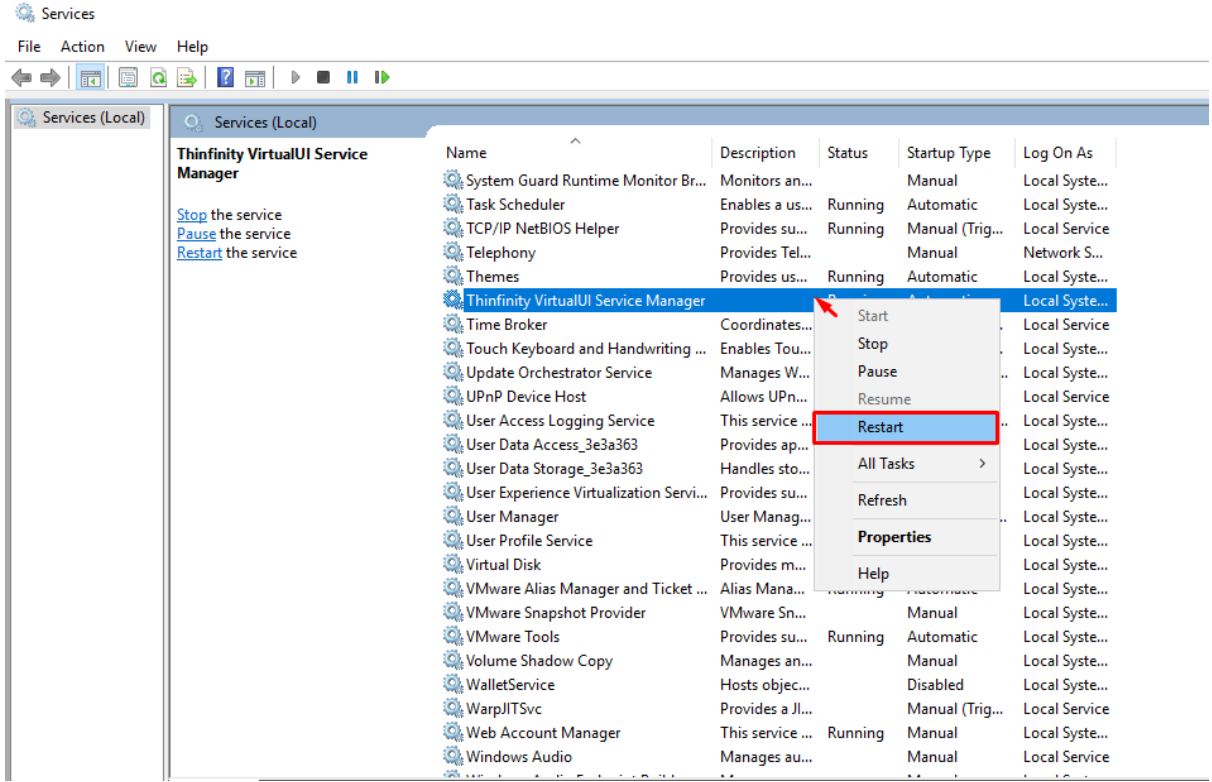 Services
File Action View Help
Services (Local)
Services (Local)
Thinfinity VirtualUI Service
Manager
Stop the service
Pause the service
Restart the service
Name Description Status Startup Type Log On As
System Guard Runtime Monitor Br... Monitors an... Manual Local Syste...
Task Scheduler Enables a us... Running Automatic Local Syste...
TCP/IP NetBIOS Helper Provides su... Running Manual (Trig... Local Service
Telephony Provides Tel... Manual Network S...
Themes Provides us... Running Automatic Local Syste...
Thinfinity VirtualUI Service Manager Local Syste...
Time Broker Coordinates... Local Service
Touch Keyboard and Handwriting ... Enables Tou... Local Syste...
Update Orchestrator Service Manages W... Local Syste...
UPnP Device Host Allows UPn... Local Service
User Access Logging Service This service ... Local Syste...
User Data Access_3e3a363 Provides ap... Local Syste...
User Data Storage_3e3a363 Handles sto... Local Syste...
User Experience Virtualization Servi... Provides su... Local Syste...
User Manager User Manag... Local Syste...
User Profile Service This service ... Local Syste...
Virtual Disk Provides m... Local Syste...
VMware Alias Manager and Ticket ... Alias Mana... Local Syste...
VMware Snapshot Provider VMware Sn... Manual Local Syste...
VMware Tools Provides su... Running Automatic Local Syste...
Volume Shadow Copy Manages an... Manual Local Syste...
WalletService Hosts objec... Disabled Local Syste...
WarpJITSvc Provides a JI... Manual (Trig... Local Service
Web Account Manager This service ... Running Manual Local Syste...
Windows Audio Manages au... Manual Local Service
Start
Stop
Pause
Resume
Restart
All Tasks
Refresh
Properties
Help